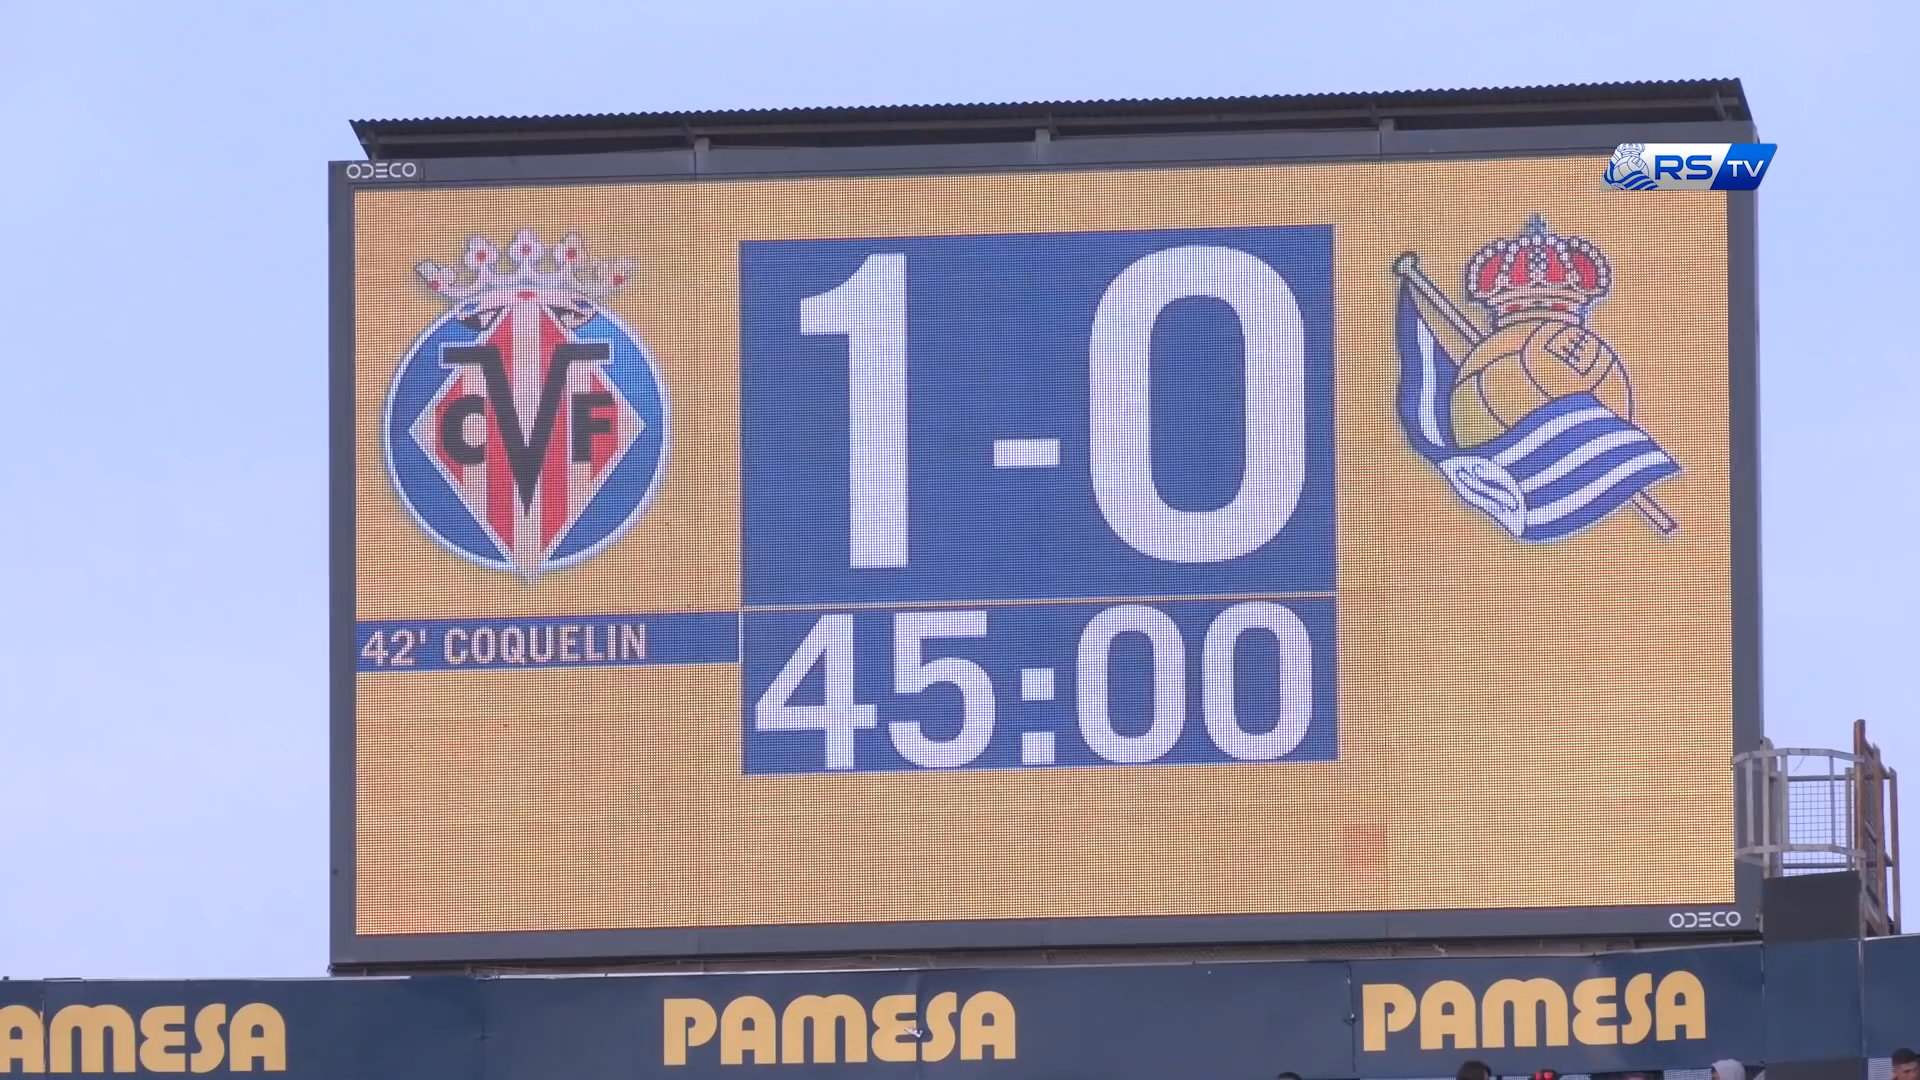 ODECO
RS TV
CVF
1-0
42' COQUELIN
45:00
ODECO
AMESA
PAMESA
PAMESA